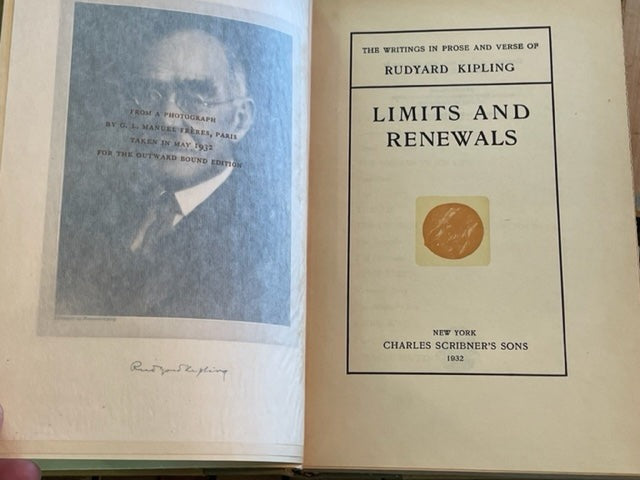 FROM A PHOTOGRAPH
BY G. L. MANUEL FRÈRES, PARIS
TAKEN IN MAY 1932
FOR THE OUTWARD BOUND EDITION
Rudyard Kipling
THE WRITINGS IN PROSE AND VERSE OF
RUDYARD KIPLING
LIMITS AND
RENEWALS
NEW YORK
CHARLES SCRIBNER'S SONS
1932